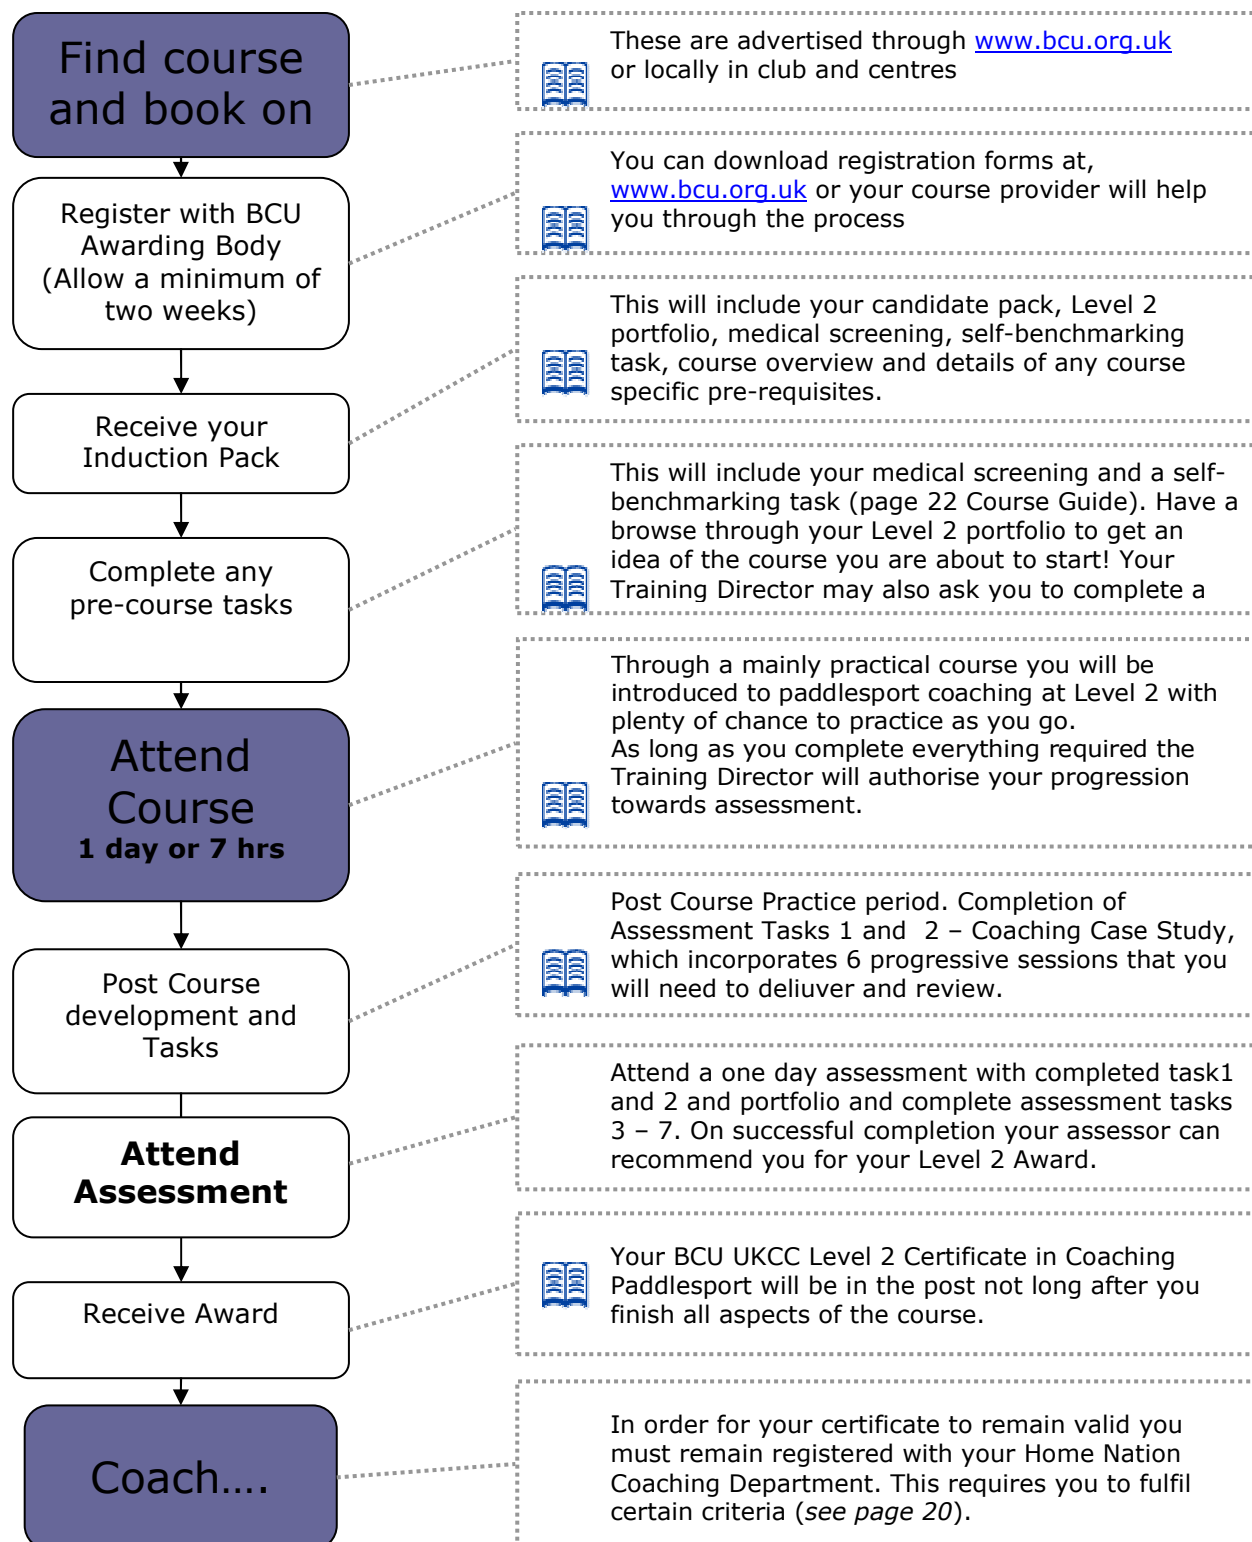 Find course
and book on
These are advertised through www.bcu.org.uk
or locally in club and centres
Register with BCU
Awarding Body
(Allow a minimum of
two weeks)
You can download registration forms at,
www.bcu.org.uk or your course provider will help
you through the process
Receive your
Induction Pack
This will include your candidate pack, Level 2
portfolio, medical screening, self-benchmarking
task, course overview and details of any course
specific pre-requisites.
Complete any
pre-course tasks
This will include your medical screening and a self-
benchmarking task (page 22 Course Guide). Have a
browse through your Level 2 portfolio to get an
idea of the course you are about to start! Your
Training Director may also ask you to complete a
Attend
Course
1 day or 7 hrs
Through a mainly practical course you will be
introduced to paddlesport coaching at Level 2 with
plenty of chance to practice as you go.
As long as you complete everything required the
Training Director will authorise your progression
towards assessment.
Post Course
development and
Tasks
Post Course Practice period. Completion of
Assessment Tasks 1 and  2 – Coaching Case Study,
which incorporates 6 progressive sessions that you
will need to deliuver and review.
Attend
Assessment
Attend a one day assessment with completed task1
and 2 and portfolio and complete assessment tasks
3 – 7. On successful completion your assessor can
recommend you for your Level 2 Award.
Receive Award
Your BCU UKCC Level 2 Certificate in Coaching
Paddlesport will be in the post not long after you
finish all aspects of the course.
Coach….
In order for your certificate to remain valid you
must remain registered with your Home Nation
Coaching Department. This requires you to fulfil
certain criteria (see page 20).